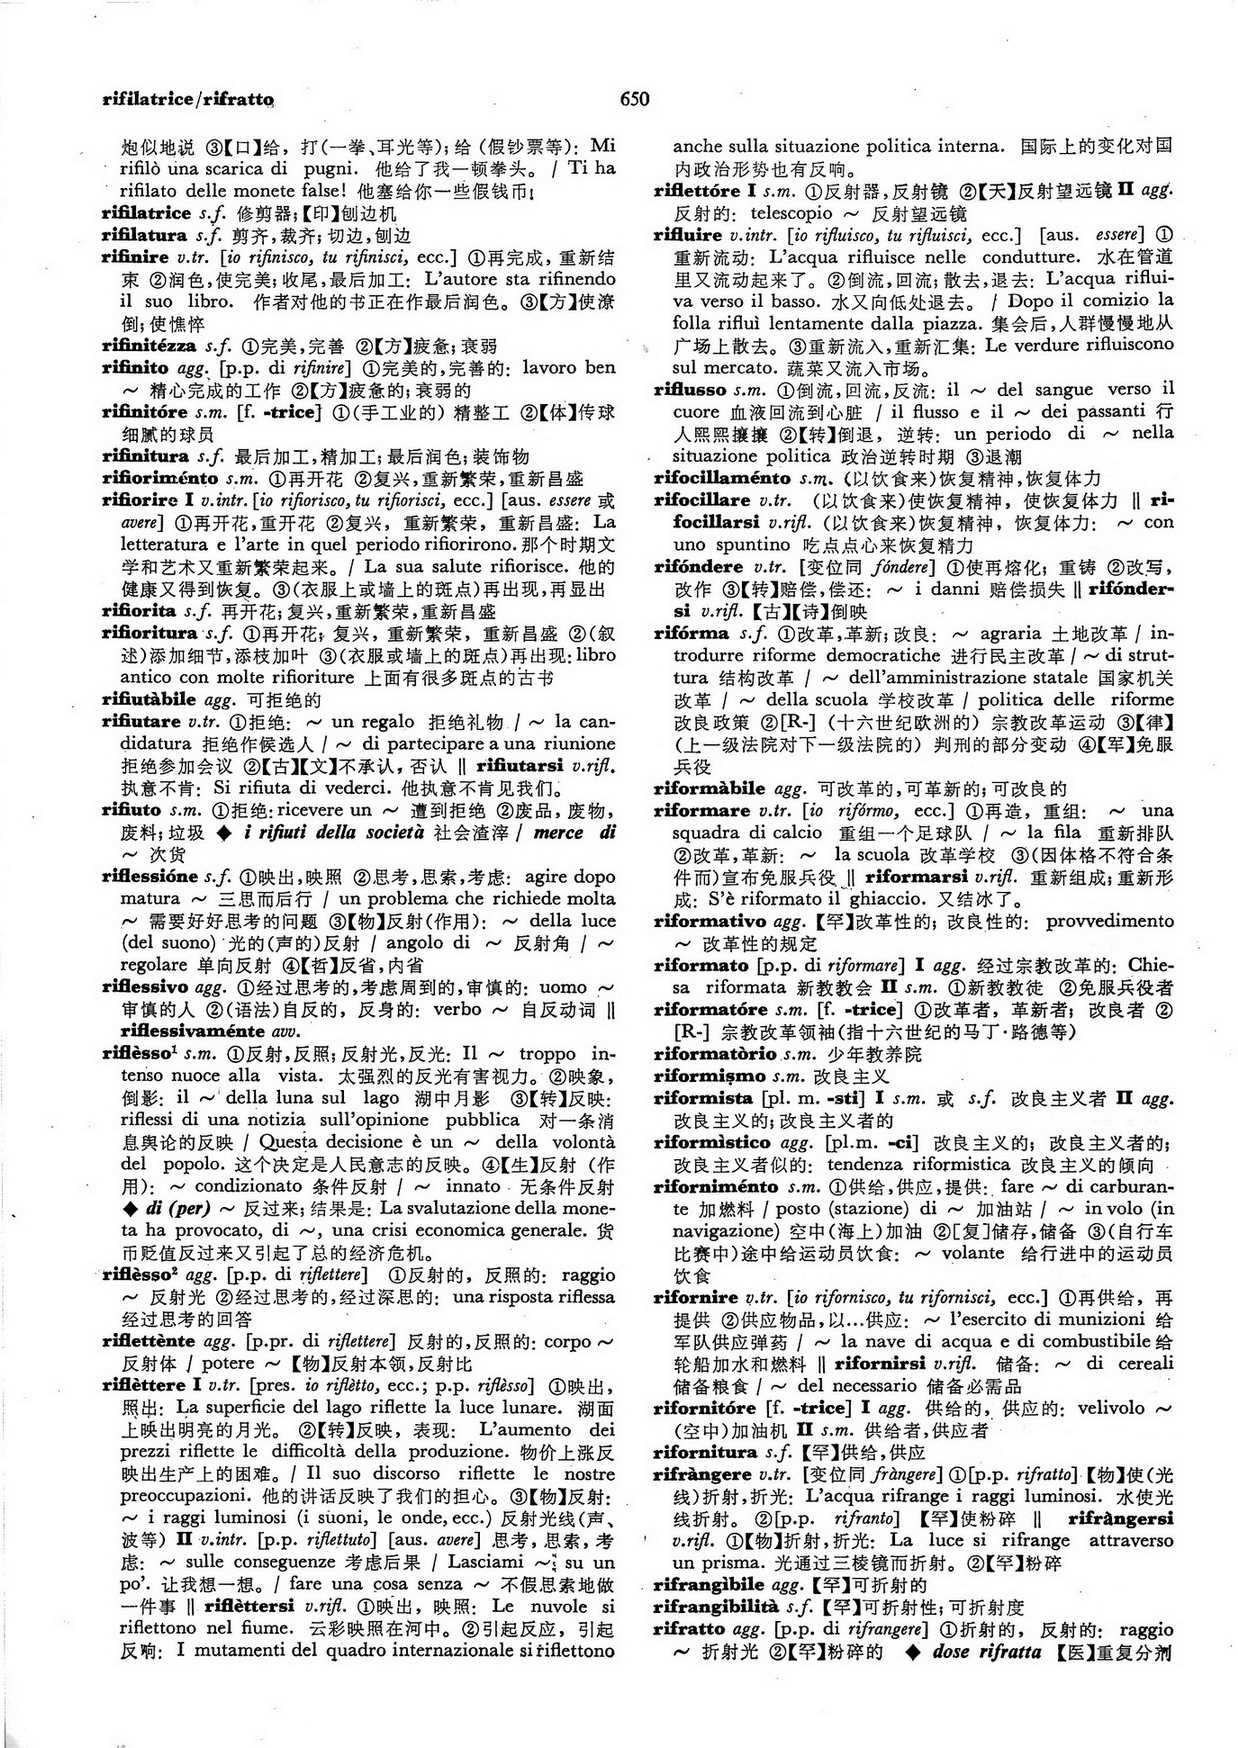 rifilatrice/rifratto
650
炮似地说 ③【口】给，打(一拳、耳光等)；给 (假钞票等)： Mi
rifilò una scarica di pugni. 他给了我一顿拳头。 / Ti ha
rifilato delle monete false! 他塞给你一些假钱币！
rifilatrice s.f. 修剪器；【印】刨边机
rifilatura s.f. 剪齐，裁齐；切边，刨边
rifinire v.tr. [io rifinisco, tu rifinisci, ecc.] ①再完成，重新结
束 ②润色，使完美；收尾，最后加工： L'autore sta rifinendo
il suo libro. 作者对他的书正在作最后润色。 ③【方】使潦
倒；使憔悴
rifinitézza s.f. ①完美，完善 ②【方】疲惫；衰弱
rifinito agg. [p.p. di rifinire] ①完美的，完善的： lavoro ben
～ 精心完成的工作 ②【方】疲惫的；衰弱的
rifinitóre s.m. [f. -trice] ①(手工业的) 精整工 ②【体】传球
细腻的球员
rifinitura s.f. 最后加工，精加工；最后润色；装饰物
rifioriménto s.m. ①再开花 ②复兴，重新繁荣，重新昌盛
rifiorire I v.intr. [io rifiorisco, tu rifiorisci, ecc.] [aus. essere 或
avere] ①再开花，重开花 ②复兴，重新繁荣，重新昌盛： La
letteratura e l'arte in quel periodo rifiorirono. 那个时期文
学和艺术又重新繁荣起来。 / La sua salute rifiorisce. 他的
健康又得到恢复。 ③(衣服上或墙上的斑点)再出现，再显出
rifiorita s.f. 再开花；复兴，重新繁荣，重新昌盛
rifioritura s.f. ①再开花；复兴，重新繁荣，重新昌盛 ②(叙
述)添加细节，添枝加叶 ③(衣服或墙上的斑点)再出现：libro
antico con molte rifioriture 上面有很多斑点的古书
rifiutàbile agg. 可拒绝的
rifiutare v.tr. ①拒绝： ～ un regalo 拒绝礼物 / ～ la can-
didatura 拒绝作候选人 / ～ di partecipare a una riunione
拒绝参加会议 ②【古】【文】不承认，否认 ‖ rifiutarsi v.rifl.
执意不肯： Si rifiuta di vederci. 他执意不肯见我们。
rifiuto s.m. ①拒绝：ricevere un ～ 遭到拒绝 ②废品，废物，
废料；垃圾 ◆ i rifiuti della società 社会渣滓 / merce di
～ 次货
riflessióne s.f. ①映出，映照 ②思考，思索，考虑： agire dopo
matura ～ 三思而后行 / un problema che richiede molta
～ 需要好好思考的问题 ③【物】反射(作用)： ～ della luce
(del suono) 光的(声的)反射 / angolo di ～ 反射角 / ～
regolare 单向反射 ④【哲】反省，内省
riflessivo agg. ①经过思考的，考虑周到的，审慎的： uomo ～
审慎的人 ②(语法)自反的，反身的： verbo ～ 自反动词 ‖
riflessivaménte avv.
riflèsso¹ s.m. ①反射，反照；反射光，反光： Il ～ troppo in-
tenso nuoce alla vista. 太强烈的反光有害视力。 ②映象，
倒影： il ～ della luna sul lago 湖中月影 ③【转】反映：
riflessi di una notizia sull'opinione pubblica 对一条消
息舆论的反映 / Questa decisione è un ～ della volontà
del popolo. 这个决定是人民意志的反映。 ④【生】反射 (作
用)： ～ condizionato 条件反射 / ～ innato 无条件反射
◆ di (per) ～ 反过来；结果是： La svalutazione della mone-
ta ha provocato, di ～, una crisi economica generale. 货
币贬值反过来又引起了总的经济危机。
riflèsso² agg. [p.p. di riflettere] ①反射的，反照的： raggio
～ 反射光 ②经过思考的，经过深思的： una risposta riflessa
经过思考的回答
riflettènte agg. [p.pr. di riflettere] 反射的，反照的： corpo ～
反射体 / potere ～ 【物】反射本领，反射比
riflèttere I v.tr. [pres. io riflètto, ecc.; p.p. riflèsso] ①映出，
照出： La superficie del lago riflette la luce lunare. 湖面
上映出明亮的月光。 ②【转】反映，表现： L'aumento dei
prezzi riflette le difficoltà della produzione. 物价上涨反
映出生产上的困难。 / Il suo discorso riflette le nostre
preoccupazioni. 他的讲话反映了我们的担心。 ③【物】反射：
～ i raggi luminosi (i suoni, le onde, ecc.) 反射光线(声、
波等) II v.intr. [p.p. riflettuto] [aus. avere] 思考，思索，考
虑： ～ sulle conseguenze 考虑后果 / Lasciami ～ su un
po'. 让我想一想。 / fare una cosa senza ～ 不假思索地做
一件事 ‖ riflèttersi v.rifl. ①映出，映照： Le nuvole si
riflettono nel fiume. 云彩映照在河中。 ②引起反应，引起
反响： I mutamenti del quadro internazionale si riflettono
anche sulla situazione politica interna. 国际上的变化对国
内政治形势也有反响。
riflettóre I s.m. ①反射器，反射镜 ②【天】反射望远镜 II agg.
反射的： telescopio ～ 反射望远镜
rifluire v.intr. [io rifluisco, tu rifluisci, ecc.] [aus. essere] ①
重新流动： L'acqua rifluisce nelle condutture. 水在管道
里又流动起来了。 ②倒流，回流；散去，退去： L'acqua riflui-
va verso il basso. 水又向低处退去。 / Dopo il comizio la
folla rifluì lentamente dalla piazza. 集会后，人群慢慢地从
广场上散去。 ③重新流入，重新汇集： Le verdure rifluiscono
sul mercato. 蔬菜又流入市场。
riflusso s.m. ①倒流，回流，反流： il ～ del sangue verso il
cuore 血液回流到心脏 / il flusso e il ～ dei passanti 行
人熙熙攘攘 ②【转】倒退，逆转： un periodo di ～ nella
situazione politica 政治逆转时期 ③退潮
rifocillaménto s.m. (以饮食来)恢复精神，恢复体力
rifocillare v.tr. (以饮食来)使恢复精神，使恢复体力 ‖ ri-
focillarsi v.rifl. (以饮食来)恢复精神，恢复体力： ～ con
uno spuntino 吃点点心来恢复精力
rifóndere v.tr. [变位同 fóndere] ①使再熔化；重铸 ②改写，
改作 ③【转】赔偿，偿还： ～ i danni 赔偿损失 ‖ rifónder-
si v.rifl. 【古】【诗】倒映
rifórma s.f. ①改革，革新；改良： ～ agraria 土地改革 / in-
trodurre riforme democratiche 进行民主改革 / ～ di strut-
tura 结构改革 / ～ dell'amministrazione statale 国家机关
改革 / ～ della scuola 学校改革 / politica delle riforme
改良政策 ②[R-] (十六世纪欧洲的) 宗教改革运动 ③【律】
(上一级法院对下一级法院的) 判刑的部分变动 ④【军】免服
兵役
riformàbile agg. 可改革的，可革新的；可改良的
riformare v.tr. [io rifórmo, ecc.] ①再造，重组： ～ una
squadra di calcio 重组一个足球队 / ～ la fila 重新排队
②改革，革新： ～ la scuola 改革学校 ③(因体格不符合条
件而)宣布免服兵役 ‖ riformarsi v.rifl. 重新组成；重新形
成： S'è riformato il ghiaccio. 又结冰了。
riformativo agg. 【罕】改革性的；改良性的： provvedimento
～ 改革性的规定
riformato [p.p. di riformare] I agg. 经过宗教改革的： Chie-
sa riformata 新教教会 II s.m. ①新教教徒 ②免服兵役者
riformatóre s.m. [f. -trice] ①改革者，革新者；改良者 ②
[R-] 宗教改革领袖(指十六世纪的马丁·路德等)
riformatòrio s.m. 少年教养院
riformișmo s.m. 改良主义
riformista [pl. m. -sti] I s.m. 或 s.f. 改良主义者 II agg.
改良主义的；改良主义者的
riformìstico agg. [pl.m. -ci] 改良主义的；改良主义者的；
改良主义者似的： tendenza riformistica 改良主义的倾向
riforniménto s.m. ①供给，供应，提供： fare ～ di carburan-
te 加燃料 / posto (stazione) di ～ 加油站 / ～ in volo (in
navigazione) 空中(海上)加油 ②[复]储存，储备 ③(自行车
比赛中)途中给运动员饮食： ～ volante 给行进中的运动员
饮食
rifornire v.tr. [io rifornisco, tu rifornisci, ecc.] ①再供给，再
提供 ②供应物品，以…供应： ～ l'esercito di munizioni 给
军队供应弹药 / ～ la nave di acqua e di combustibile 给
轮船加水和燃料 ‖ rifornirsi v.rifl. 储备： ～ di cereali
储备粮食 / ～ del necessario 储备必需品
rifornitóre [f. -trice] I agg. 供给的，供应的： velivolo ～
(空中)加油机 II s.m. 供给者，供应者
rifornitura s.f. 【罕】供给，供应
rifràngere v.tr. [变位同 fràngere] ①[p.p. rifratto]【物】使(光
线)折射，折光： L'acqua rifrange i raggi luminosi. 水使光
线折射。 ②[p.p. rifranto] 【罕】使粉碎 ‖ rifràngersi
v.rifl. ①【物】折射，折光： La luce si rifrange attraverso
un prisma. 光通过三棱镜而折射。 ②【罕】粉碎
rifrangìbile agg. 【罕】可折射的
rifrangibilità s.f. 【罕】可折射性；可折射度
rifratto agg. [p.p. di rifrangere] ①折射的，反射的： raggio
～ 折射光 ②【罕】粉碎的 ◆ dose rifratta 【医】重复分剂